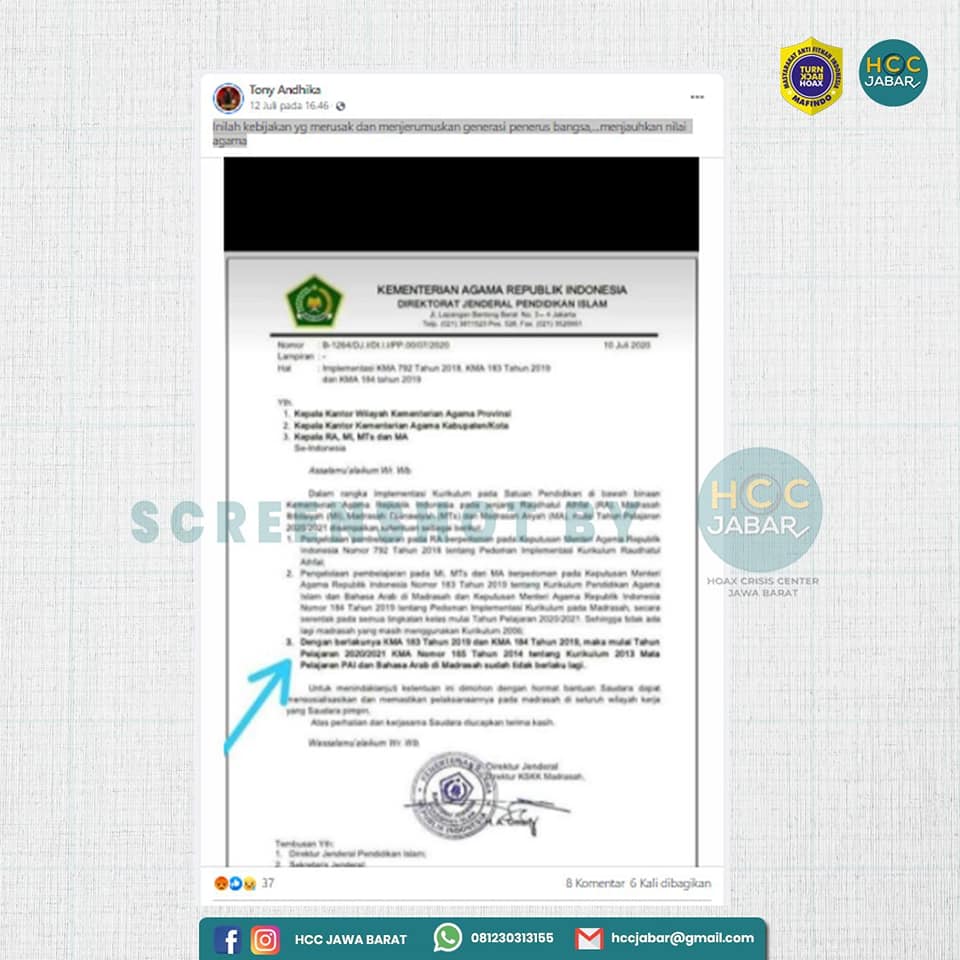 MASYARAKAT ANTI FITNAH INDONESIA
TURN
BACK
HOAX
MAFINDO
HCC
JABAR
Tony Andhika
12 Juli pada 16.46
Inilah kebijakan yg merusak dan menjerumuskan generasi penerus bangsa,...menjauhkan nilai
agama
KEMENTERIAN AGAMA REPUBLIK INDONESIA
DIREKTORAT JENDERAL PENDIDIKAN ISLAM
Jl. Lapangan Banteng Barat No. 3 – 4 Jakarta
Nomor : B-1264/DJ.I/Dt.I.I/PP.00/07/2020 10 Juli 2020
Lampiran : -
Hal : Implementasi KMA 792 Tahun 2018, KMA 183 Tahun 2019
dan KMA 184 tahun 2019
Yth.
1. Kepala Kantor Wilayah Kementerian Agama Provinsi
2. Kepala Kantor Kementerian Agama Kabupaten/Kota
3. Kepala RA, MI, MTs dan MA
Se-Indonesia
Assalamu'alaikum Wr. Wb.
Dalam rangka Implementasi Kurikulum pada Satuan Pendidikan di bawah binaan
Kementerian Agama Republik Indonesia pada jenjang Raudhatul Athfal (RA), Madrasah
Ibtidaiyah (MI), Madrasah Tsanawiyah (MTs) dan Madrasah Aliyah (MA) mulai Tahun Pelajaran
2020/2021 disampaikan ketentuan sebagai berikut:
1. Pengelolaan pembelajaran pada RA berpedoman pada Keputusan Menteri Agama Republik
Indonesia Nomor 792 Tahun 2018 tentang Pedoman Implementasi Kurikulum Raudhatul
Athfal;
2. Pengelolaan pembelajaran pada MI, MTs dan MA berpedoman pada Keputusan Menteri
Agama Republik Indonesia Nomor 183 Tahun 2019 tentang Kurikulum Pendidikan Agama
Islam dan Bahasa Arab di Madrasah dan Keputusan Menteri Agama Republik Indonesia
Nomor 184 Tahun 2019 tentang Pedoman Implementasi Kurikulum pada Madrasah, secara
serentak pada semua tingkatan kelas mulai Tahun Pelajaran 2020/2021. Sehingga tidak ada
lagi madrasah yang masih menggunakan Kurikulum 2006;
3. Dengan berlakunya KMA 183 Tahun 2019 dan KMA 184 Tahun 2019, maka mulai Tahun
Pelajaran 2020/2021 KMA Nomor 165 Tahun 2014 tentang Kurikulum 2013 Mata
Pelajaran PAI dan Bahasa Arab di Madrasah sudah tidak berlaku lagi.
Untuk menindaklanjuti ketentuan ini dimohon dengan hormat bantuan Saudara dapat
mensosialisasikan dan memastikan pelaksanaannya pada madrasah di seluruh wilayah kerja
yang Saudara pimpin.
Atas perhatian dan kerjasama Saudara diucapkan terima kasih.
Wassalamu'alaikum Wr. Wb.
Direktur Jenderal
Direktur KSKK Madrasah,
Tembusan Yth:
1. Direktur Jenderal Pendidikan Islam;
2. Sekretaris Jenderal
SCREENSHOT BY
HCC
JABAR
HOAX CRISIS CENTER
JAWA BARAT
37 8 Komentar 6 Kali dibagikan
HCC JAWA BARAT 081230313155 hccjabar@gmail.com